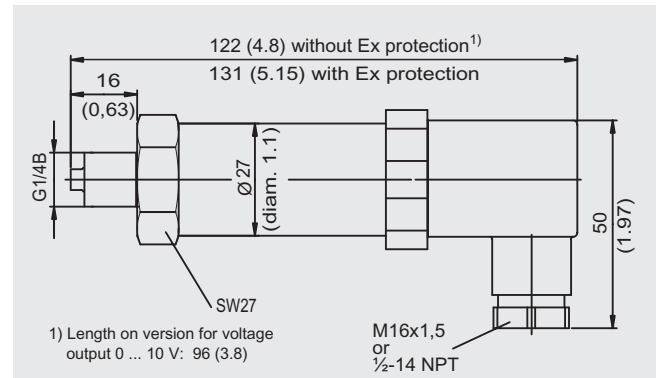 122 (4.8) without Ex protection1)
131 (5.15) with Ex protection
16
(0,63)
G1/4B
Ø 27
(diam. 1.1)
50
(1.97)
SW27
1) Length on version for voltage
output 0 ... 10 V: 96 (3.8)
M16x1,5
or
½-14 NPT